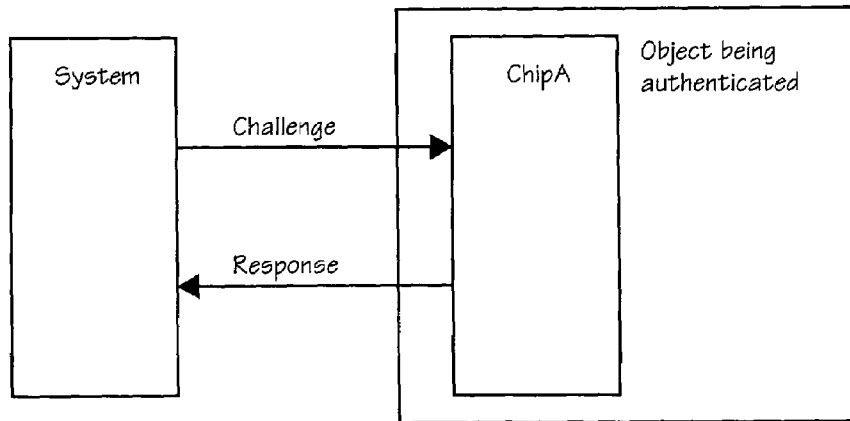 System
ChipA
Object being
authenticated
Challenge
Response